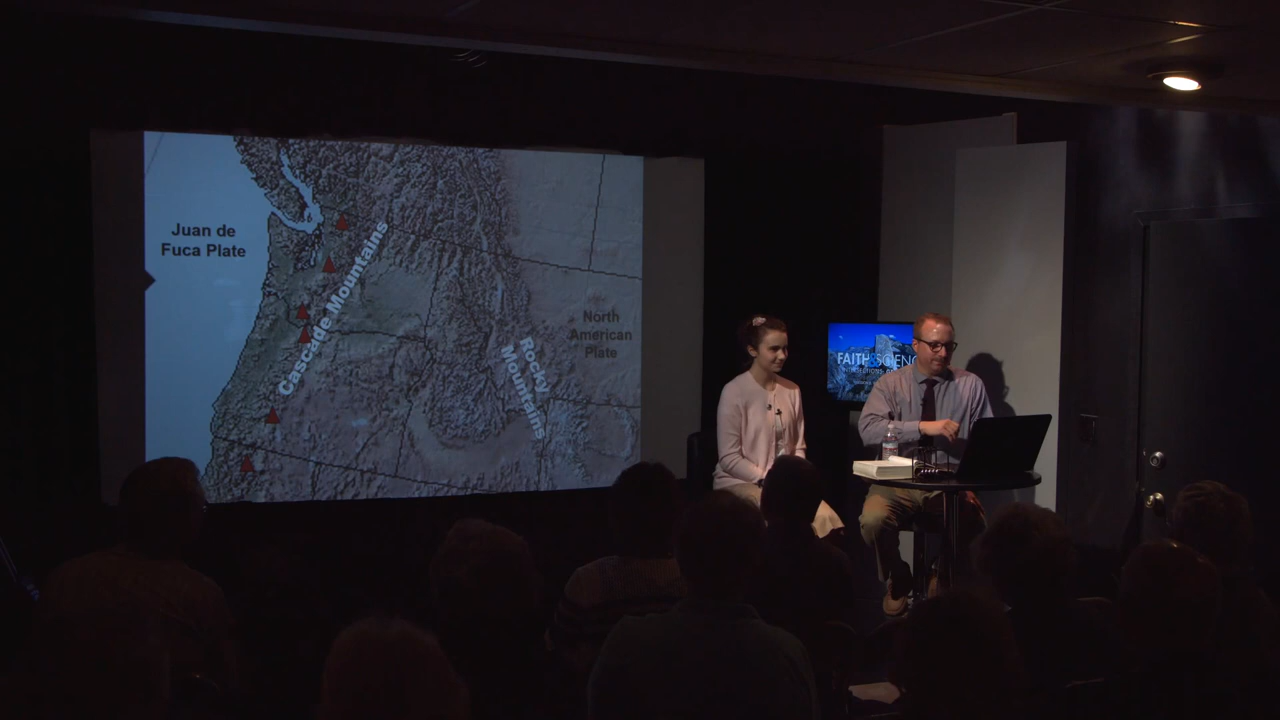 Juan de
Fuca Plate
Cascade Mountains
Rocky
Mountains
North
American
Plate
FAITH